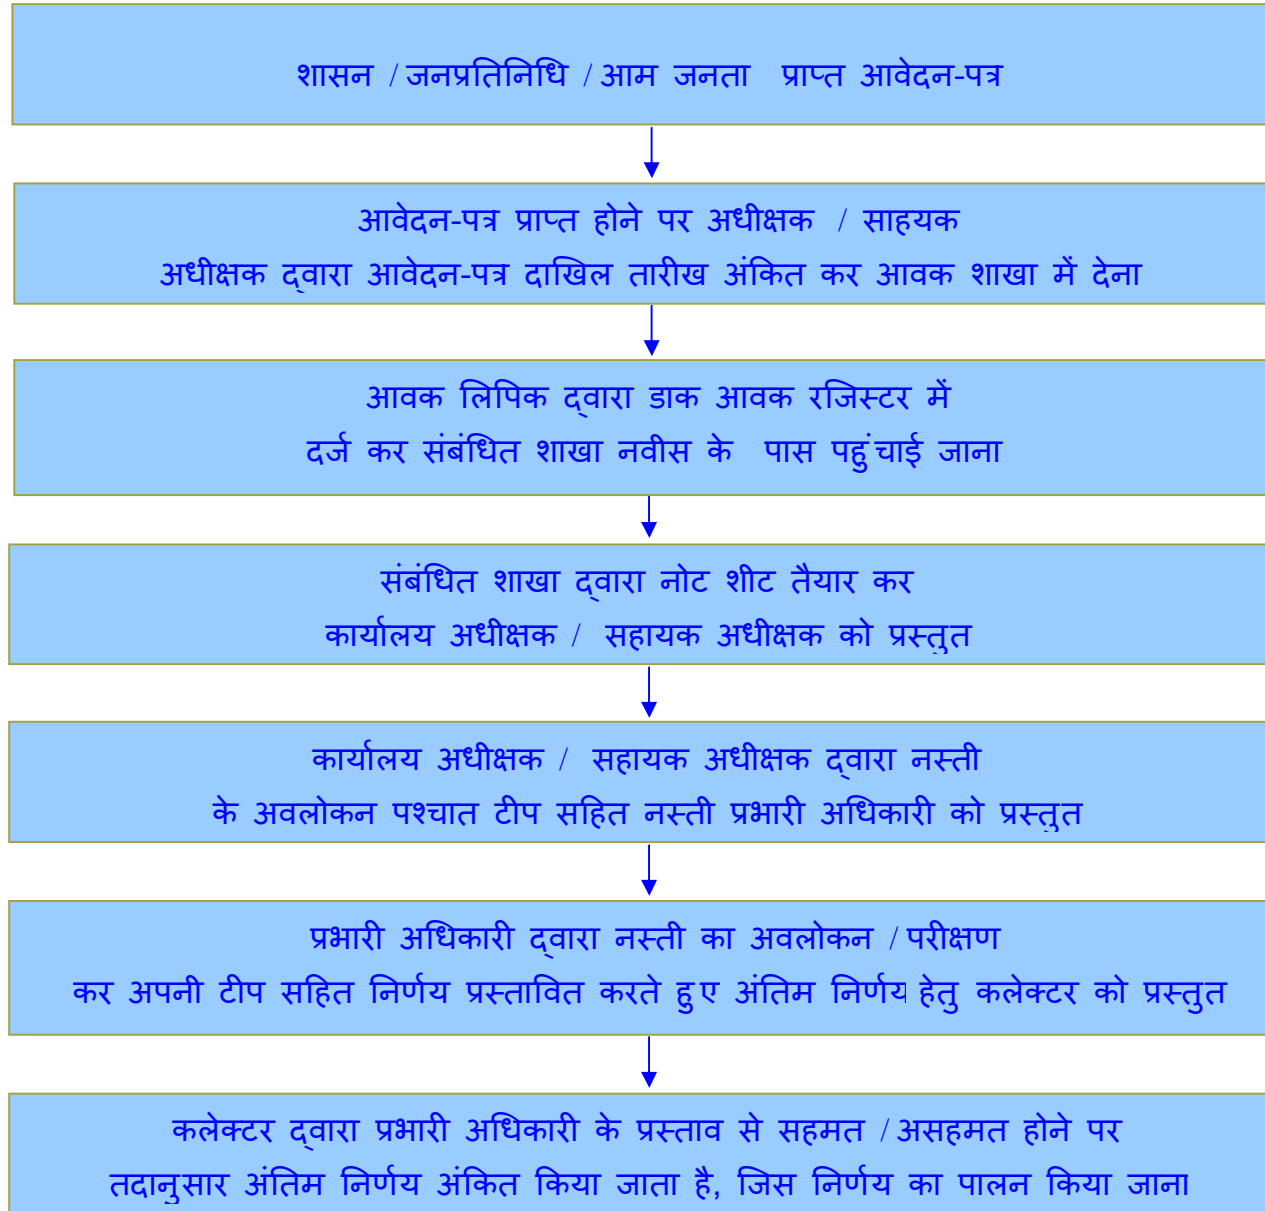 शासन / जनप्रतिनिधि / आम जनता प्राप्त आवेदन-पत्र
आवेदन-पत्र प्राप्त होने पर अधीक्षक / साहयक
अधीक्षक द्वारा आवेदन-पत्र दाखिल तारीख अंकित कर आवक शाखा में देना
आवक लिपिक द्वारा डाक आवक रजिस्टर में
दर्ज कर संबंधित शाखा नवीस के पास पहुंचाई जाना
संबंधित शाखा द्वारा नोट शीट तैयार कर
कार्यालय अधीक्षक / सहायक अधीक्षक को प्रस्तुत
कार्यालय अधीक्षक / सहायक अधीक्षक द्वारा नस्ती
के अवलोकन पश्चात टीप सहित नस्ती प्रभारी अधिकारी को प्रस्तुत
प्रभारी अधिकारी द्वारा नस्ती का अवलोकन / परीक्षण
कर अपनी टीप सहित निर्णय प्रस्तावित करते हुए अंतिम निर्णय हेतु कलेक्टर को प्रस्तुत
कलेक्टर द्वारा प्रभारी अधिकारी के प्रस्ताव से सहमत / असहमत होने पर
तदानुसार अंतिम निर्णय अंकित किया जाता है, जिस निर्णय का पालन किया जाना